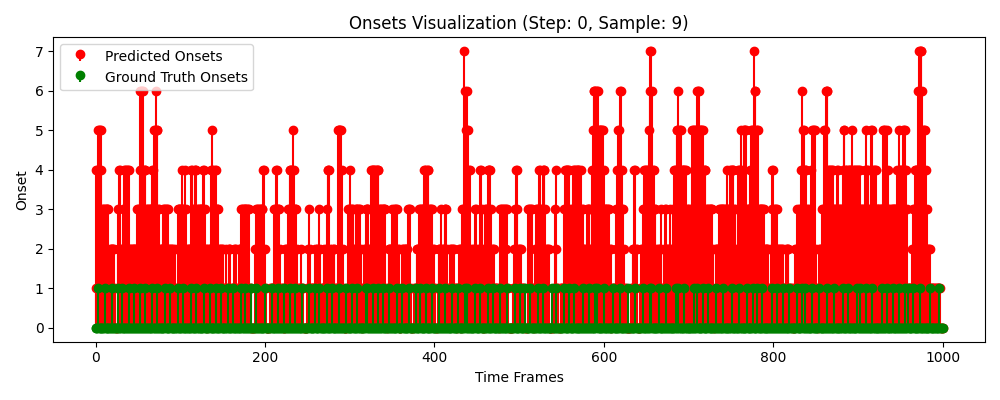 Onsets Visualization (Step: 0, Sample: 9)
Predicted Onsets
Ground Truth Onsets
7
6
5
4
3
2
1
0
Onset
0 200 400 600 800 1000
Time Frames